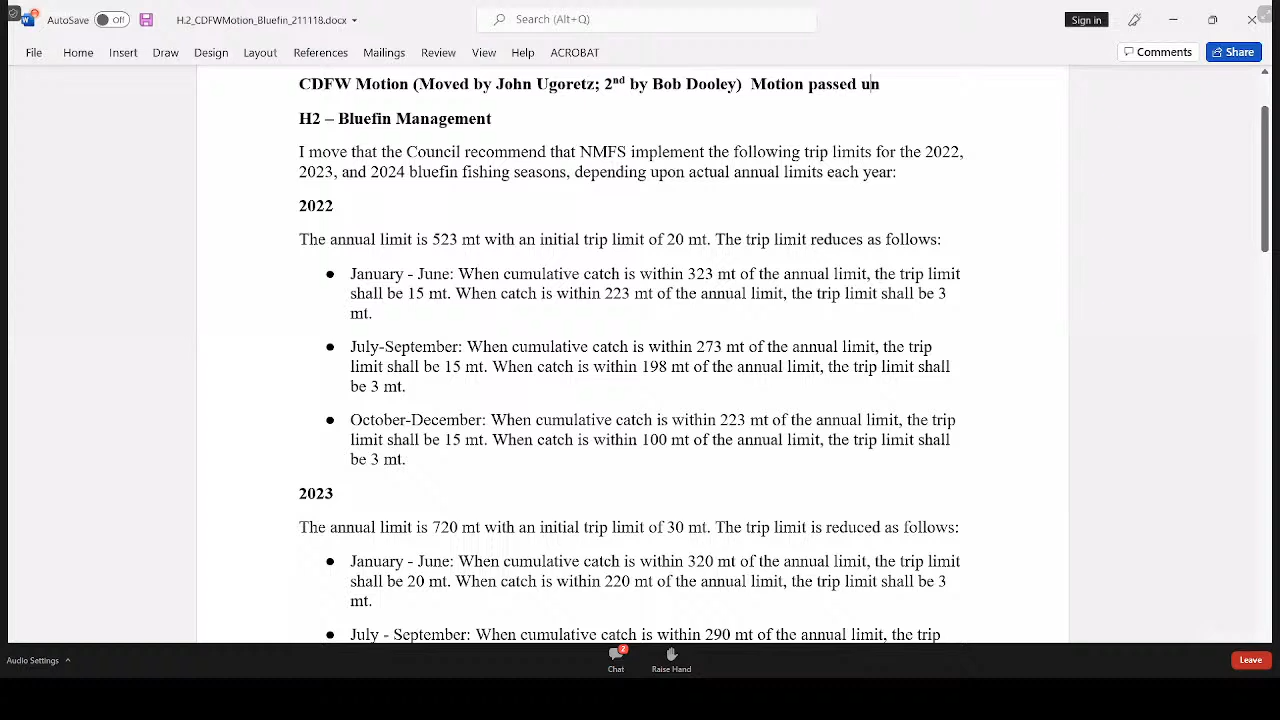 AutoSave Off H.2_CDFWMotion_Bluefin_211118.docx Search (Alt+Q) Sign in
File Home Insert Draw Design Layout References Mailings Review View Help ACROBAT Comments Share
CDFW Motion (Moved by John Ugoretz; 2nd by Bob Dooley) Motion passed un
H2 – Bluefin Management
I move that the Council recommend that NMFS implement the following trip limits for the 2022,
2023, and 2024 bluefin fishing seasons, depending upon actual annual limits each year:
2022
The annual limit is 523 mt with an initial trip limit of 20 mt. The trip limit reduces as follows:
● January - June: When cumulative catch is within 323 mt of the annual limit, the trip limit
shall be 15 mt. When catch is within 223 mt of the annual limit, the trip limit shall be 3
mt.
● July-September: When cumulative catch is within 273 mt of the annual limit, the trip
limit shall be 15 mt. When catch is within 198 mt of the annual limit, the trip limit shall
be 3 mt.
● October-December: When cumulative catch is within 223 mt of the annual limit, the trip
limit shall be 15 mt. When catch is within 100 mt of the annual limit, the trip limit shall
be 3 mt.
2023
The annual limit is 720 mt with an initial trip limit of 30 mt. The trip limit is reduced as follows:
● January - June: When cumulative catch is within 320 mt of the annual limit, the trip limit
shall be 20 mt. When catch is within 220 mt of the annual limit, the trip limit shall be 3
mt.
● July - September: When cumulative catch is within 290 mt of the annual limit, the trip
Audio Settings 2 Chat Raise Hand Leave